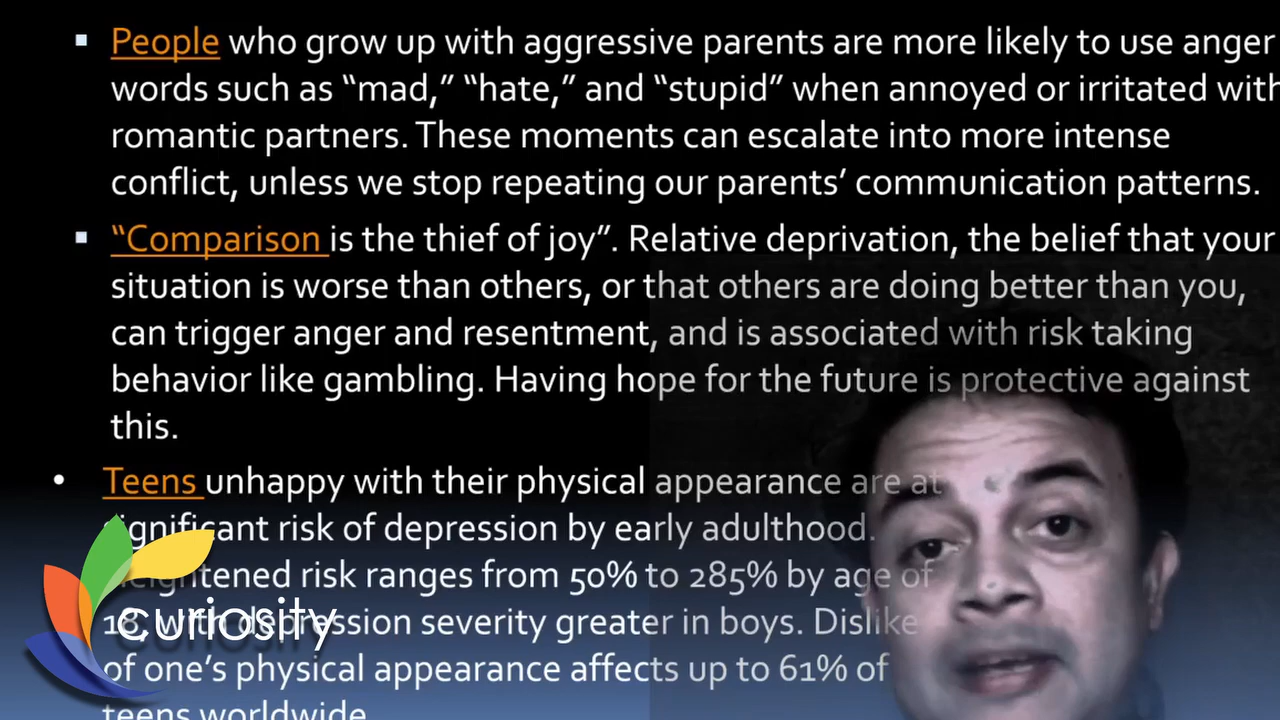 People who grow up with aggressive parents are more likely to use anger
words such as “mad,” “hate,” and “stupid” when annoyed or irritated with
romantic partners. These moments can escalate into more intense
conflict, unless we stop repeating our parents’ communication patterns.
“Comparison is the thief of joy”. Relative deprivation, the belief that your
situation is worse than others, or that others are doing better than you,
can trigger anger and resentment, and is associated with risk taking
behavior like gambling. Having hope for the future is protective against
this.
Teens unhappy with their physical appearance are at
significant risk of depression by early adulthood.
Heightened risk ranges from 50% to 285% by age of
18, with depression severity greater in boys. Dislike
of one’s physical appearance affects up to 61% of
teens worldwide
curiosity